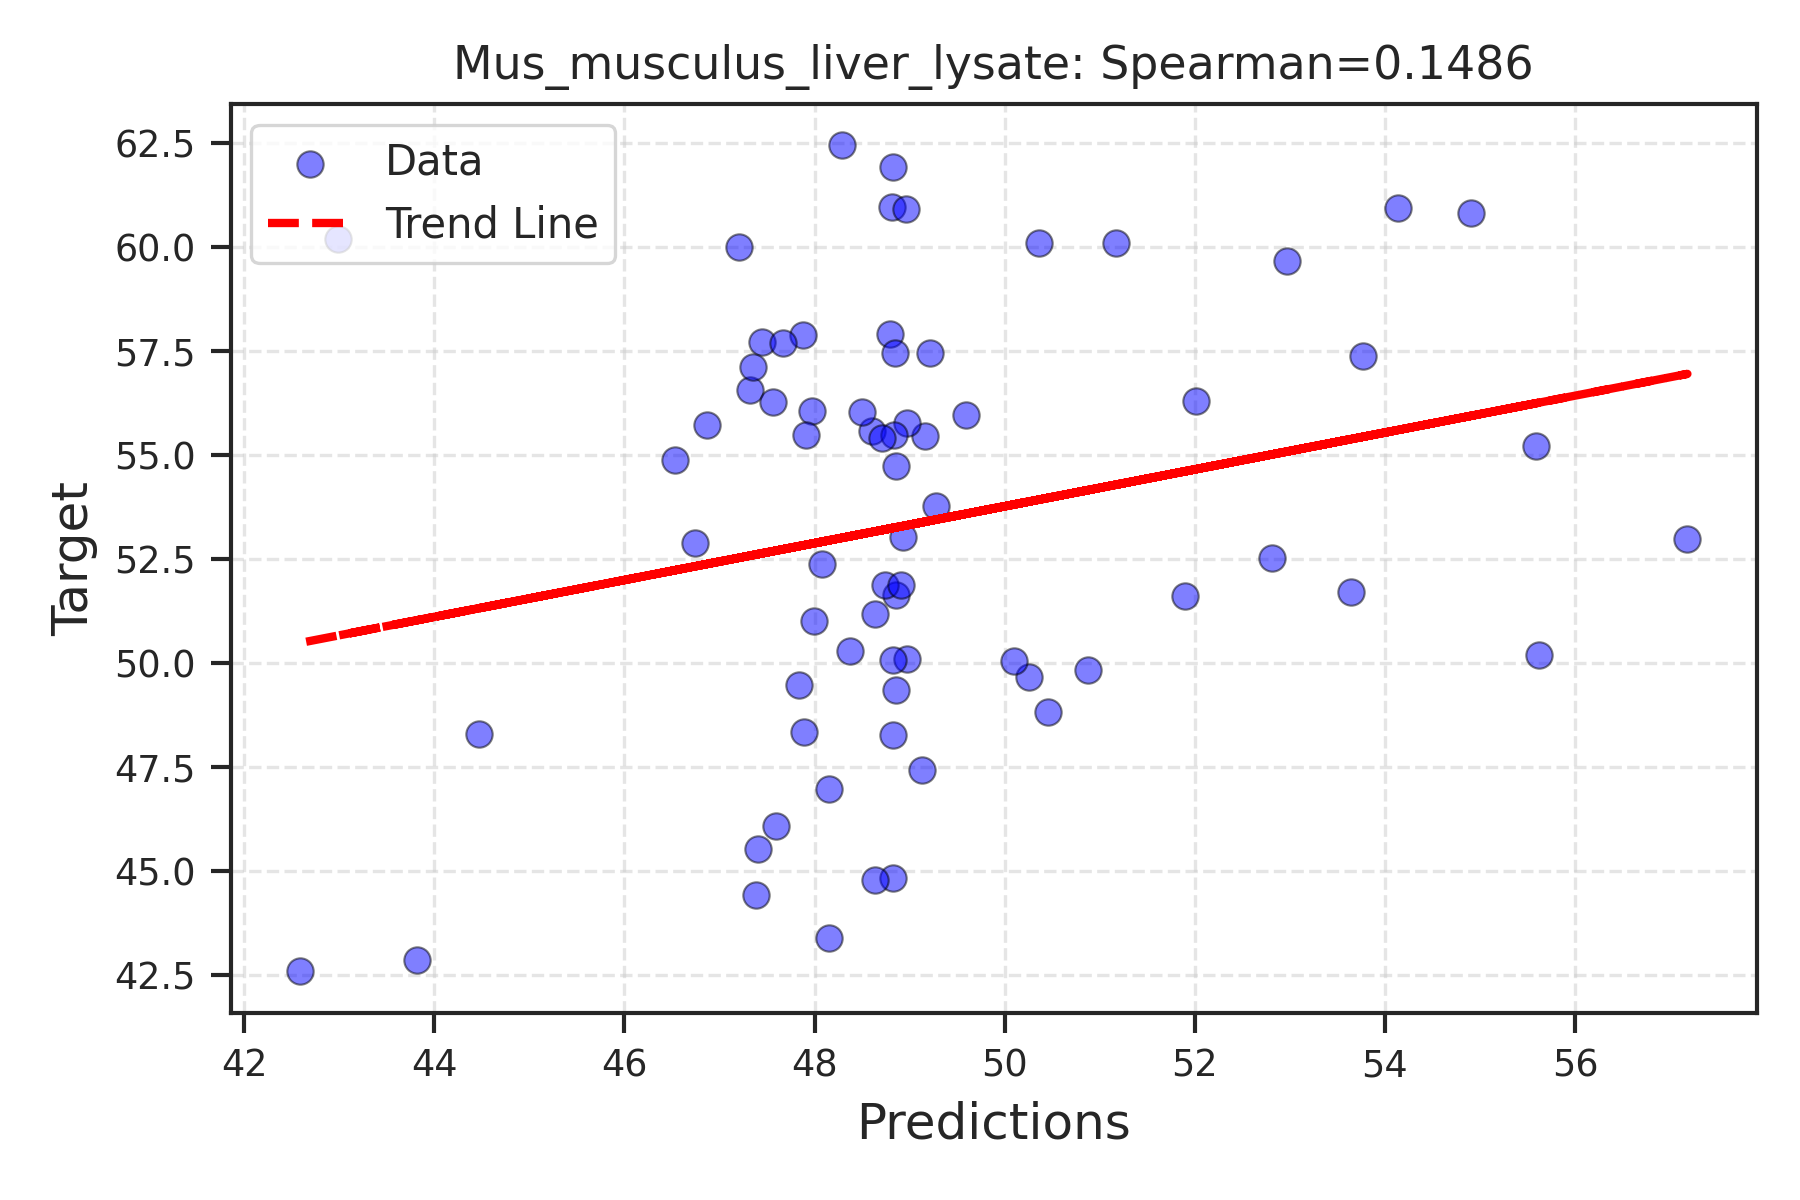 Mus_musculus_liver_lysate: Spearman=0.1486
Data
Trend Line
62.5
60.0
57.5
55.0
52.5
50.0
47.5
45.0
42.5
Target
42 44 46 48 50 52 54 56
Predictions